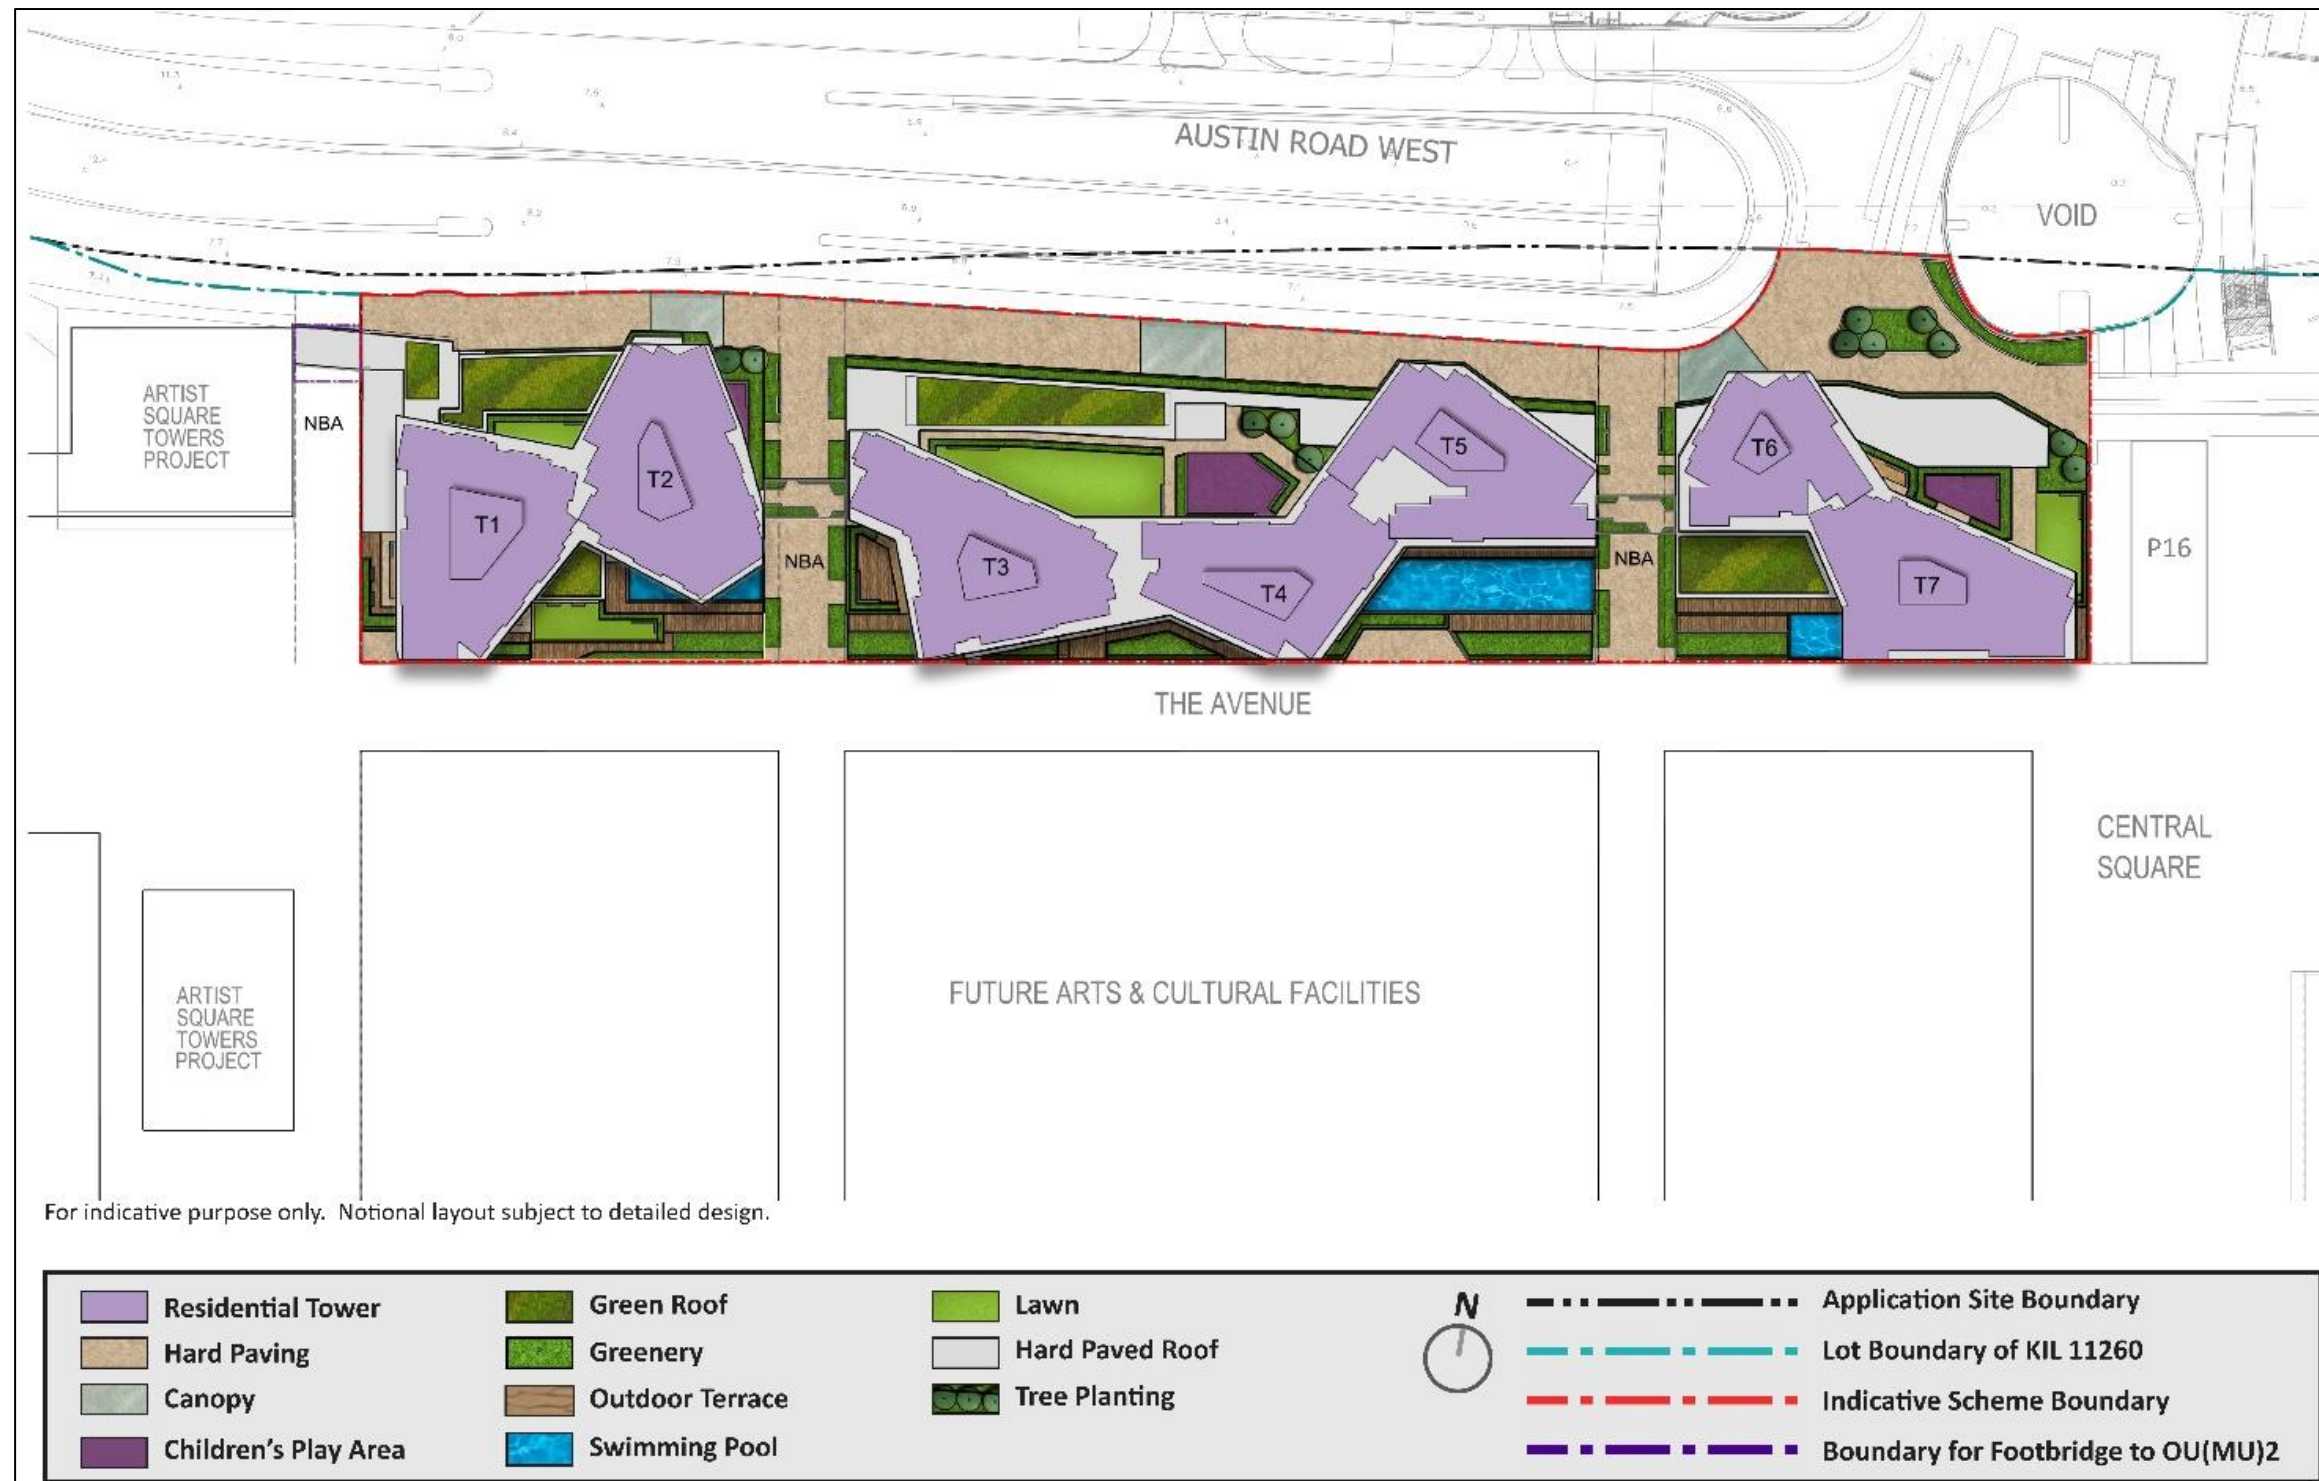 AUSTIN ROAD WEST
VOID
ARTIST
SQUARE
TOWERS
PROJECT
NBA
T1
T2
NBA
T3
T4
T5
NBA
T6
T7
P16
THE AVENUE
CENTRAL
SQUARE
ARTIST
SQUARE
TOWERS
PROJECT
FUTURE ARTS & CULTURAL FACILITIES
For indicative purpose only. Notional layout subject to detailed design.
Residential Tower
Hard Paving
Canopy
Children's Play Area
Green Roof
Greenery
Outdoor Terrace
Swimming Pool
Lawn
Hard Paved Roof
Tree Planting
N
Application Site Boundary
Lot Boundary of KIL 11260
Indicative Scheme Boundary
Boundary for Footbridge to OU(MU)2